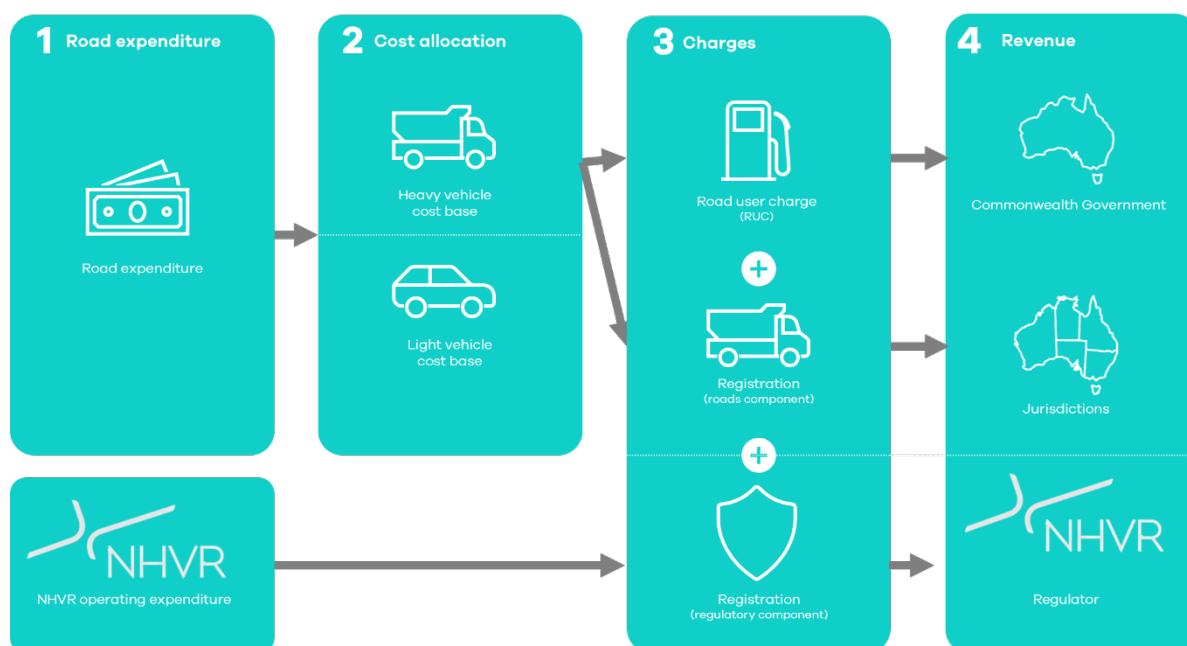 1 Road expenditure
Road expenditure
2 Cost allocation
Heavy vehicle
cost base
Light vehicle
cost base
3 Charges
Road user charge
(RUC)
+
Registration
(roads component)
+
Registration
(regulatory component)
4 Revenue
Commonwealth Government
Jurisdictions
NHVR
Regulator
NHVR
NHVR operating expenditure